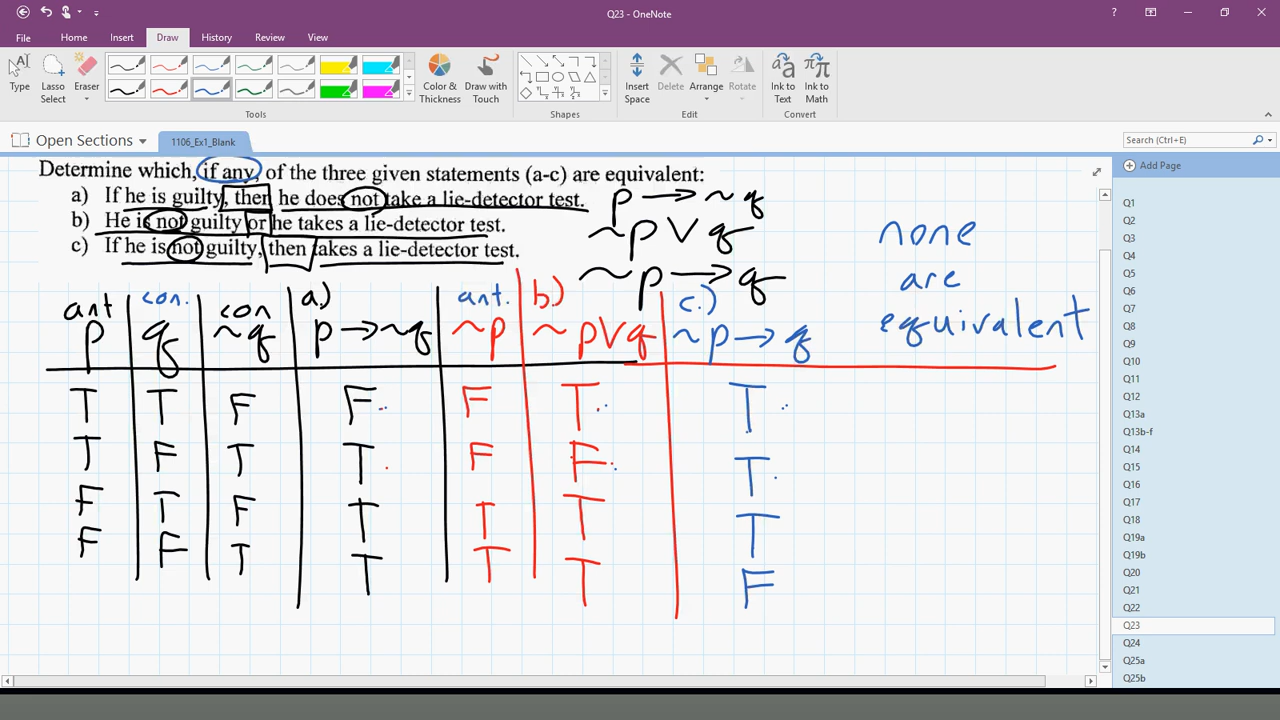 Q23 - OneNote
?
File Home Insert Draw History Review View
Type
Lasso Select
Eraser
Color & Thickness
Draw with Touch
Insert Space
Delete
Arrange
Rotate
Ink to Text
Ink to Math
Tools
Shapes
Edit
Convert
Open Sections
1106_Ex1_Blank
Search (Ctrl+E)
Add Page
Determine which, if any, of the three given statements (a-c) are equivalent:
a) If he is guilty, then he does not take a lie-detector test. p → ~q
b) He is not guilty or he takes a lie-detector test. ~p V q
c) If he is not guilty, then takes a lie-detector test. ~p → q
none
are
equivalent
ant con. con a.) ant. b.) c.)
p q ~q p → ~q ~p ~pVq ~p → q
T T F F F T T
T F T T F F T
F T F T T T T
F F T T T T F
Q1
Q2
Q3
Q4
Q5
Q6
Q7
Q8
Q9
Q10
Q11
Q12
Q13a
Q13b-f
Q14
Q15
Q16
Q17
Q18
Q19a
Q19b
Q20
Q21
Q22
Q23
Q24
Q25a
Q25b